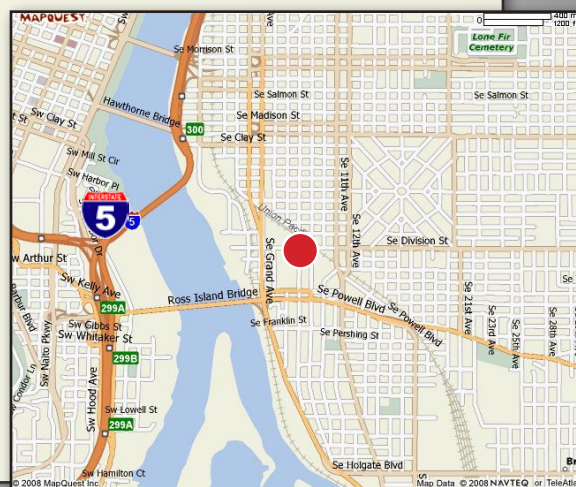 MAPQUEST
400 m
0
1200 f
Se Morrison St
Lone Fir
Cemetery
Se Salmon St
Se Salmon St
Hawthorne Bridge
Se Madison St
Sw Clay St
300
Se Clay St
Sw Mill St Cir
Sw Harbor Pl
Se 11th Ave
Se 12th Ave
INTERSTATE
5
5
Se Division St
w Arthur St
Se Grand Ave
Sw Kelly Ave
Ross Island Bridge
Se Powell Blvd
Se Powell Blvd
299A
Se 21st Ave
Se 23rd Ave
Se 25th Ave
Se 28th Ave
Sw Gibbs St
Se Franklin St
Sw Whitaker St
Se Pershing St
299B
Sw Naito Pkwy
Sw Hood Ave
Sw Lowell St
299A
Se Holgate Blvd
Sw Hamilton Ct
© 2008 MapQuest Inc.
Map Data © 2008 NAVTEQ or TeleAtl